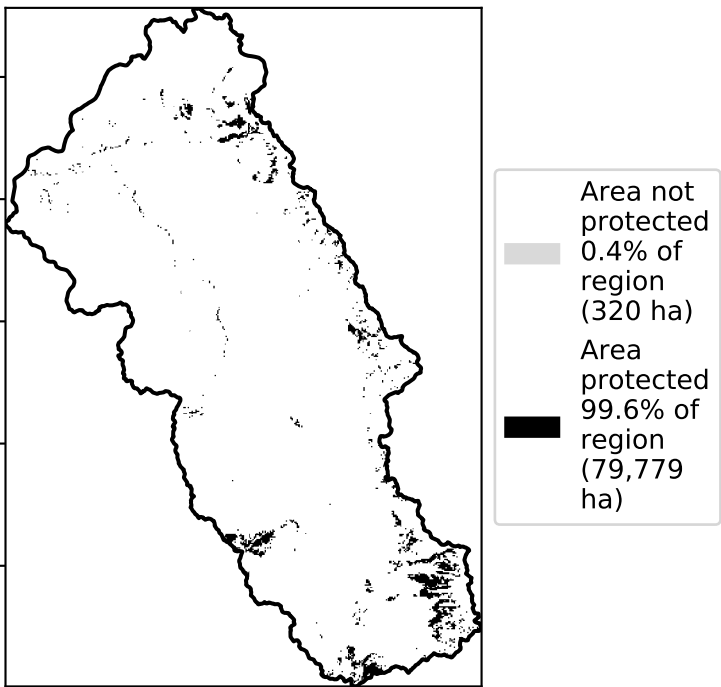 Area not
protected
0.4% of
region
(320 ha)
Area
protected
99.6% of
region
(79,779
ha)